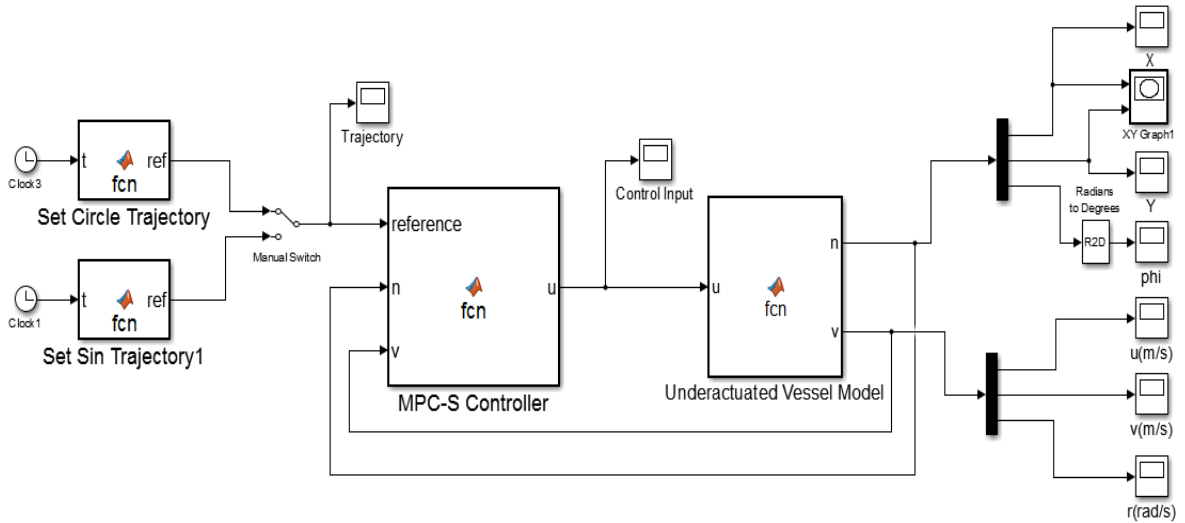 Clock3
t
ref
fcn
Set Circle Trajectory
Clock1
t
ref
fcn
Set Sin Trajectory1
Manual Switch
Trajectory
reference
n
v
u
fcn
MPC-S Controller
Control Input
u
n
v
fcn
Underactuated Vessel Model
X
XY Graph1
Y
Radians
to Degrees
R2D
phi
u(m/s)
v(m/s)
r(rad/s)